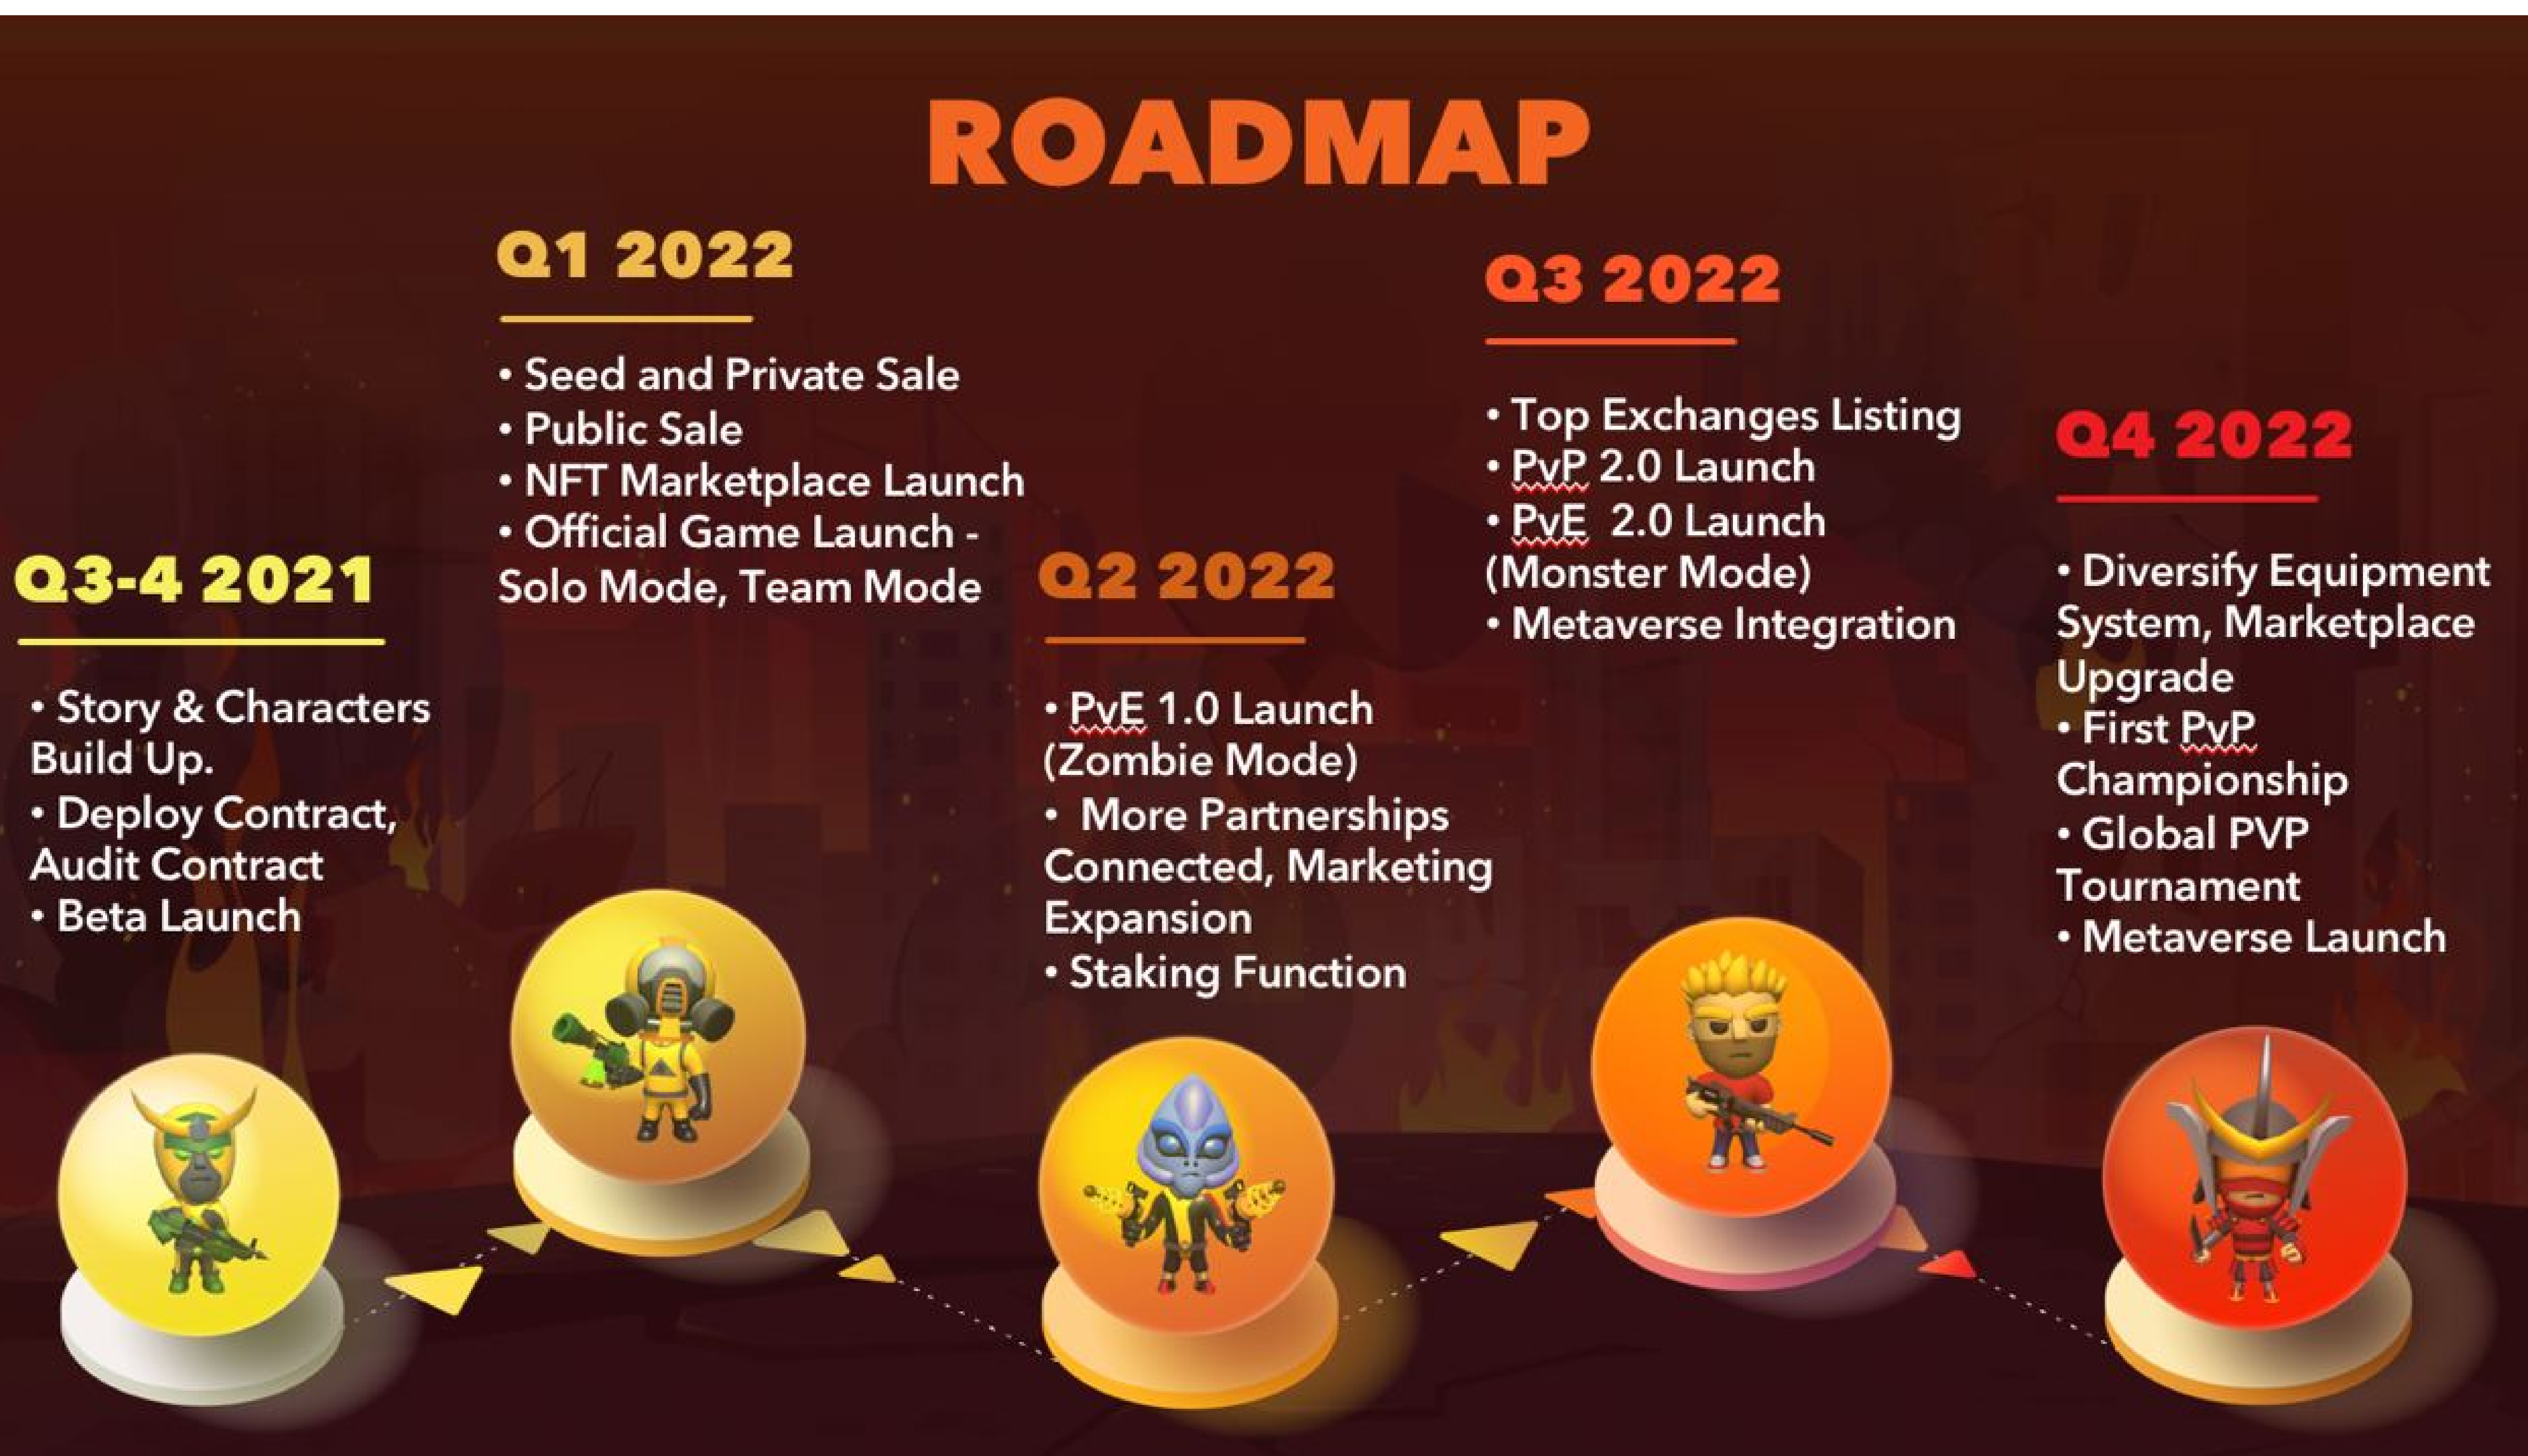 ROADMAP
Q3-4 2021
• Story & Characters
Build Up.
• Deploy Contract,
Audit Contract
• Beta Launch
Q1 2022
• Seed and Private Sale
• Public Sale
• NFT Marketplace Launch
• Official Game Launch -
Solo Mode, Team Mode
Q2 2022
• PvE 1.0 Launch
(Zombie Mode)
• More Partnerships
Connected, Marketing
Expansion
• Staking Function
Q3 2022
• Top Exchanges Listing
• PvP 2.0 Launch
• PvE 2.0 Launch
(Monster Mode)
• Metaverse Integration
Q4 2022
• Diversify Equipment
System, Marketplace
Upgrade
• First PvP
Championship
• Global PVP
Tournament
• Metaverse Launch